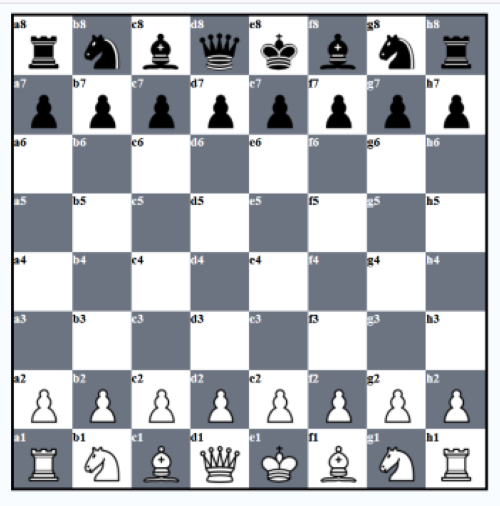 a8 b8 c8 d8 e8 f8 g8 h8
a7 b7 c7 d7 e7 f7 g7 h7
a6 b6 c6 d6 e6 f6 g6 h6
a5 b5 c5 d5 e5 f5 g5 h5
a4 b4 c4 d4 e4 f4 g4 h4
a3 b3 c3 d3 e3 f3 g3 h3
a2 b2 c2 d2 e2 f2 g2 h2
a1 b1 c1 d1 e1 f1 g1 h1